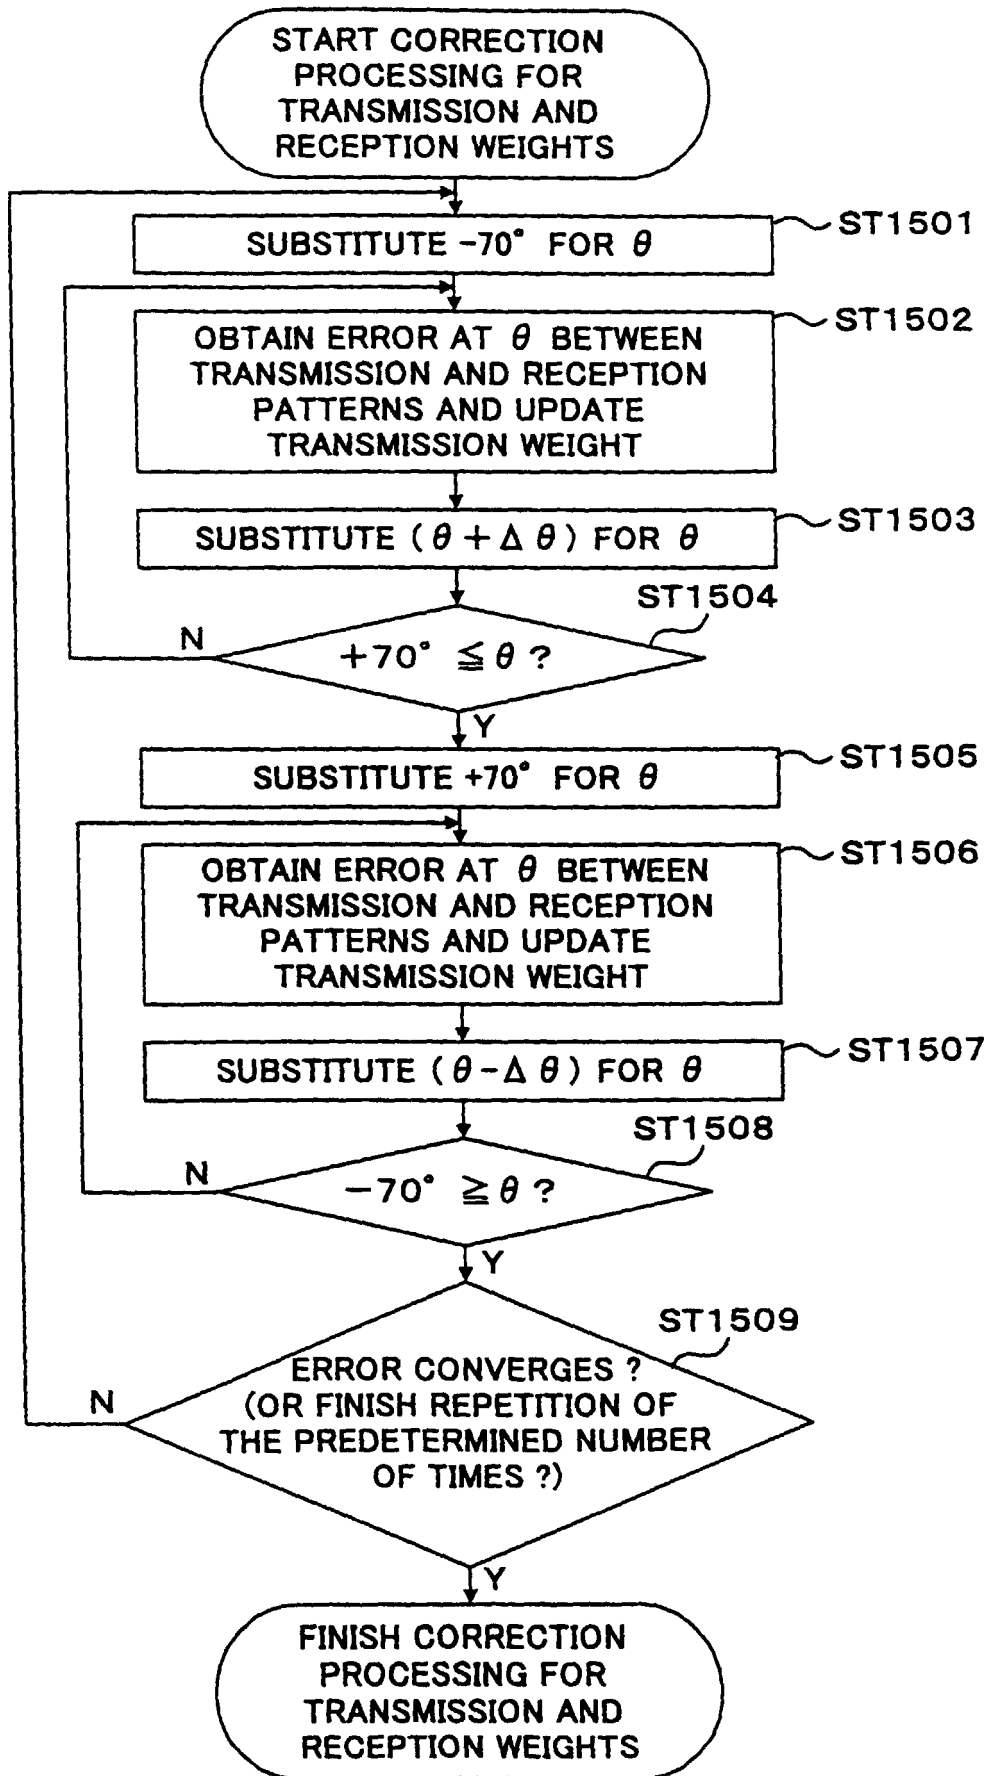 START CORRECTION
PROCESSING FOR
TRANSMISSION AND
RECEPTION WEIGHTS
SUBSTITUTE -70° FOR θ
ST1501
OBTAIN ERROR AT θ BETWEEN
TRANSMISSION AND RECEPTION
PATTERNS AND UPDATE
TRANSMISSION WEIGHT
ST1502
SUBSTITUTE (θ + Δ θ) FOR θ
ST1503
ST1504
+70° ≦ θ ?
N
Y
SUBSTITUTE +70° FOR θ
ST1505
OBTAIN ERROR AT θ BETWEEN
TRANSMISSION AND RECEPTION
PATTERNS AND UPDATE
TRANSMISSION WEIGHT
ST1506
SUBSTITUTE (θ - Δ θ) FOR θ
ST1507
ST1508
-70° ≧ θ ?
N
Y
ST1509
ERROR CONVERGES ?
(OR FINISH REPETITION OF
THE PREDETERMINED NUMBER
OF TIMES ?)
N
Y
FINISH CORRECTION
PROCESSING FOR
TRANSMISSION AND
RECEPTION WEIGHTS